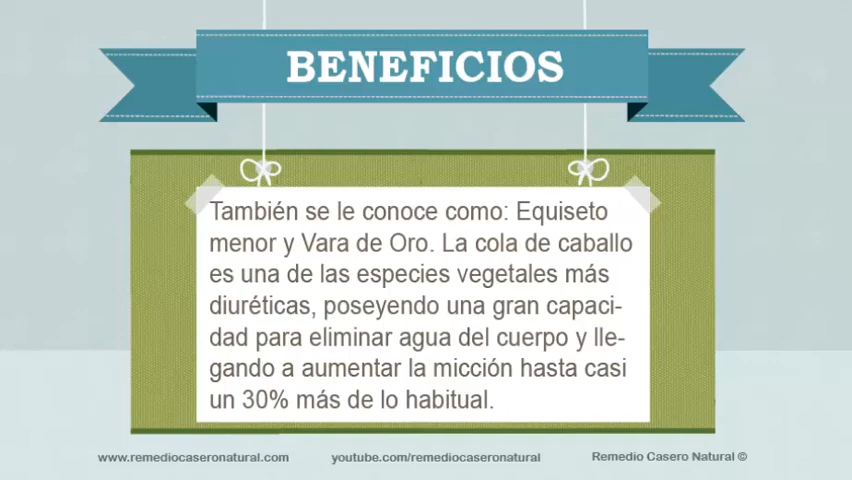 BENEFICIOS
También se le conoce como: Equiseto
menor y Vara de Oro. La cola de caballo
es una de las especies vegetales más
diuréticas, poseyendo una gran capaci-
dad para eliminar agua del cuerpo y lle-
gando a aumentar la micción hasta casi
un 30% más de lo habitual.
www.remediocaseronatural.com youtube.com/remediocaseronatural Remedio Casero Natural ©